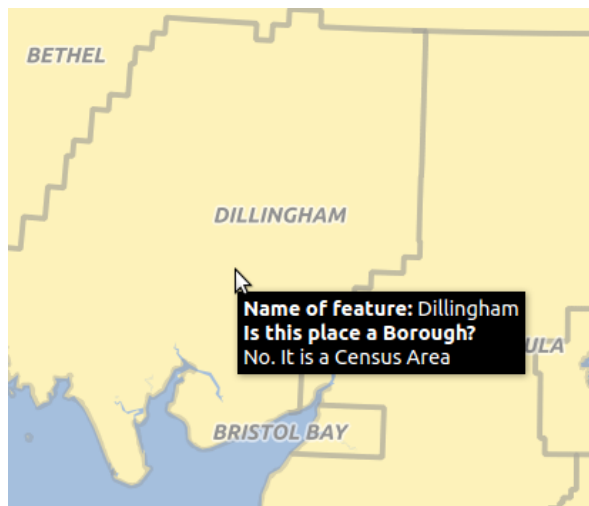 BETHEL
DILLINGHAM
Name of feature: Dillingham
Is this place a Borough?
No. It is a Census Area
ULA
BRISTOL BAY